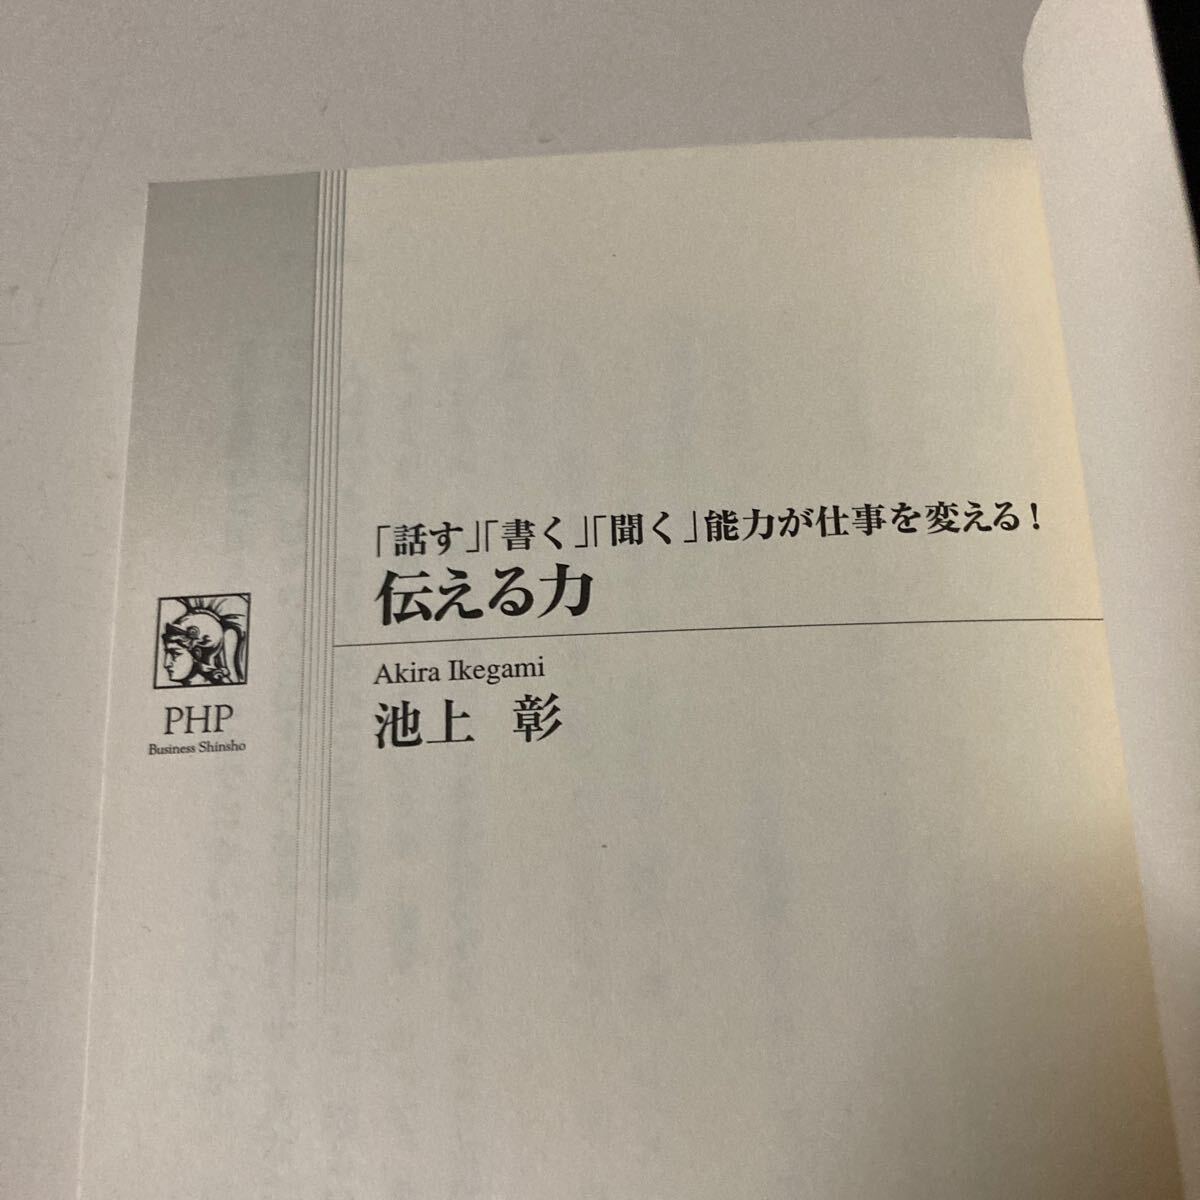 「話す」「書く」「聞く」能力が仕事を変える!
伝える力
Akira Ikegami
池上 彰
PHP
Business Shinsho